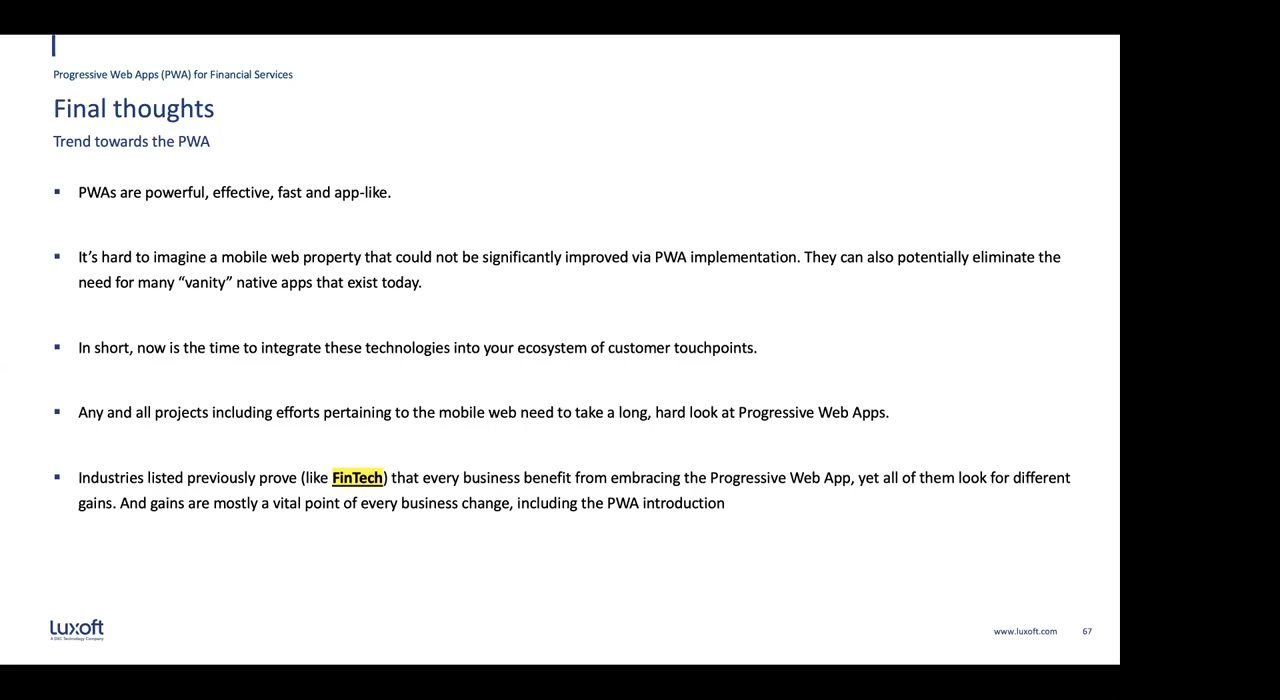 Progressive Web Apps (PWA) for Financial Services
Final thoughts
Trend towards the PWA
▪ PWAs are powerful, effective, fast and app-like.
▪ It’s hard to imagine a mobile web property that could not be significantly improved via PWA implementation. They can also potentially eliminate the
need for many “vanity” native apps that exist today.
▪ In short, now is the time to integrate these technologies into your ecosystem of customer touchpoints.
▪ Any and all projects including efforts pertaining to the mobile web need to take a long, hard look at Progressive Web Apps.
▪ Industries listed previously prove (like FinTech) that every business benefit from embracing the Progressive Web App, yet all of them look for different
gains. And gains are mostly a vital point of every business change, including the PWA introduction
Luxoft
A DXC Technology Company
www.luxoft.com 67